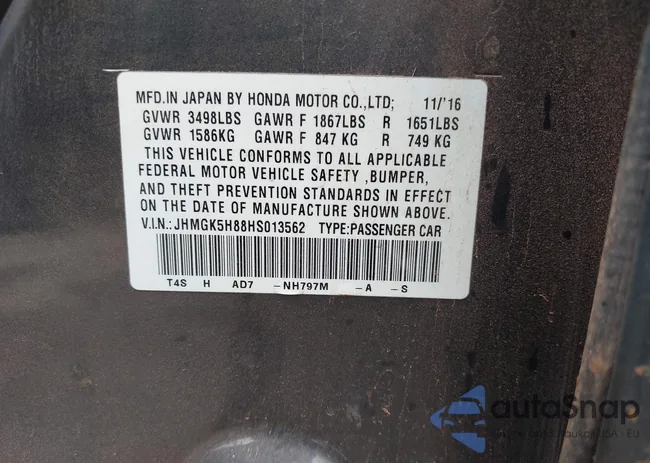 MFD.IN JAPAN BY HONDA MOTOR CO.,LTD; 11/'16
GVWR 3498LBS GAWR F 1867LBS R 1651LBS
GVWR 1586KG GAWR F 847 KG R 749 KG
THIS VEHICLE CONFORMS TO ALL APPLICABLE
FEDERAL MOTOR VEHICLE SAFETY ,BUMPER,
AND THEFT PREVENTION STANDARDS IN EFFECT
ON THE DATE OF MANUFACTURE SHOWN ABOVE.
V.I.N.: JHMGK5H88HS013562 TYPE:PASSENGER CAR
T4S H AD7 -NH797M -A -S
autoSnap